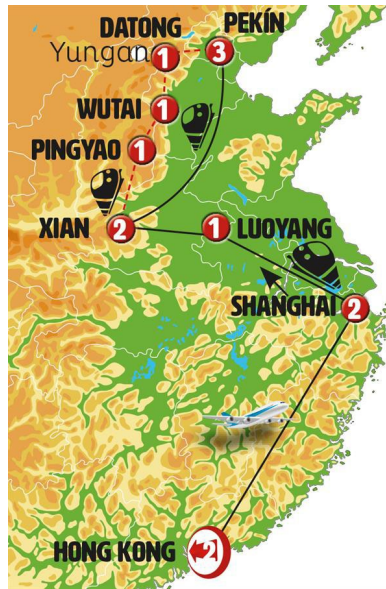 DATONG
PEKÍN
Yungan
1
3
WUTAI
1
PINGYAO
1
XIAN
2
1
LUOYANG
SHANGHAI
2
HONG KONG
2